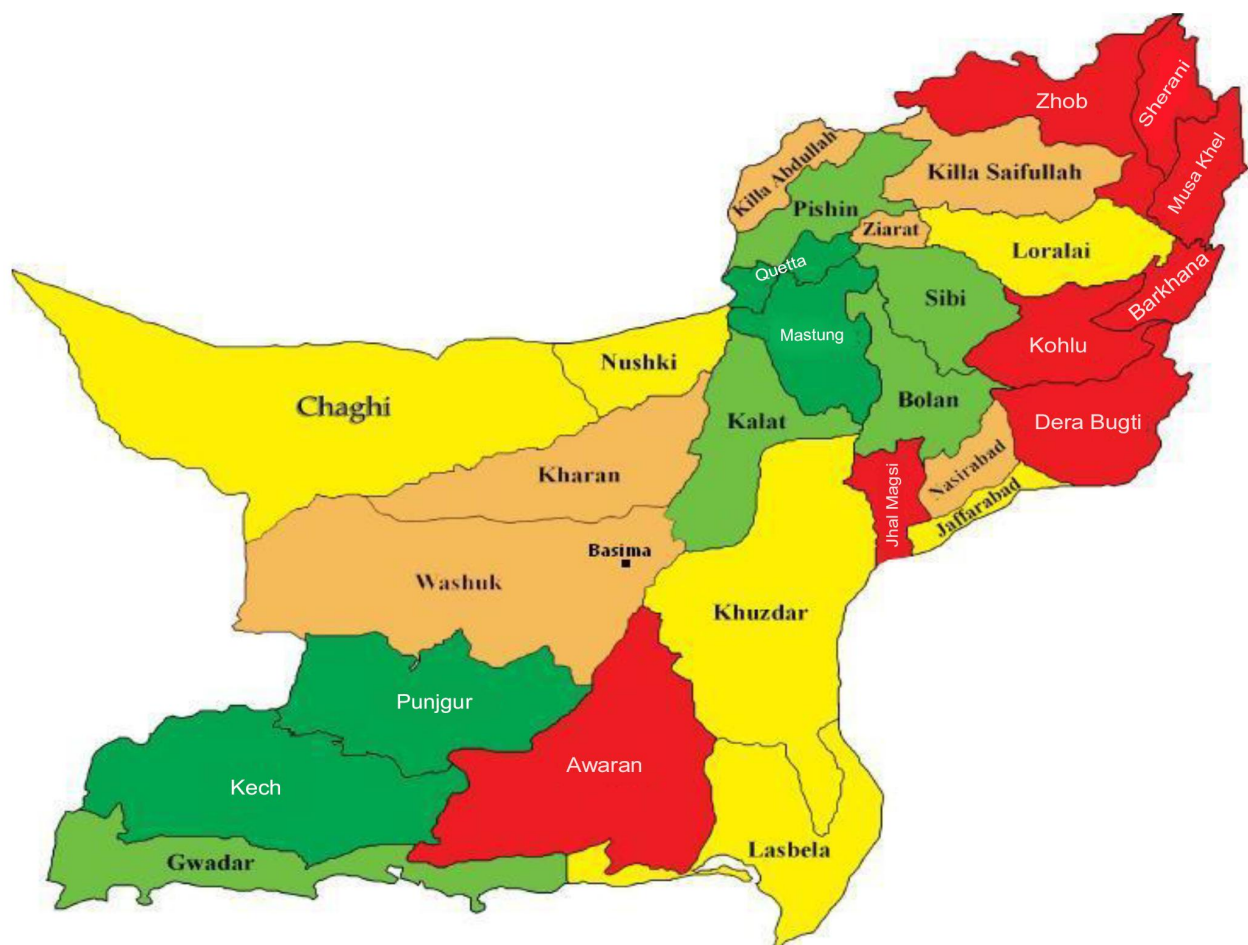 Zhob
Sherani
Musa Khel
Killa Abdullah
Killa Saifullah
Pishin
Ziarat
Loralai
Quetta
Barkhana
Sibi
Kohlu
Mastung
Nushki
Chaghi
Bolan
Dera Bugti
Kalat
Kharan
Nasirabad
Jaffarabad
Jhal Magsi
Basima
Washuk
Khuzdar
Punjgur
Awaran
Kech
Lasbela
Gwadar